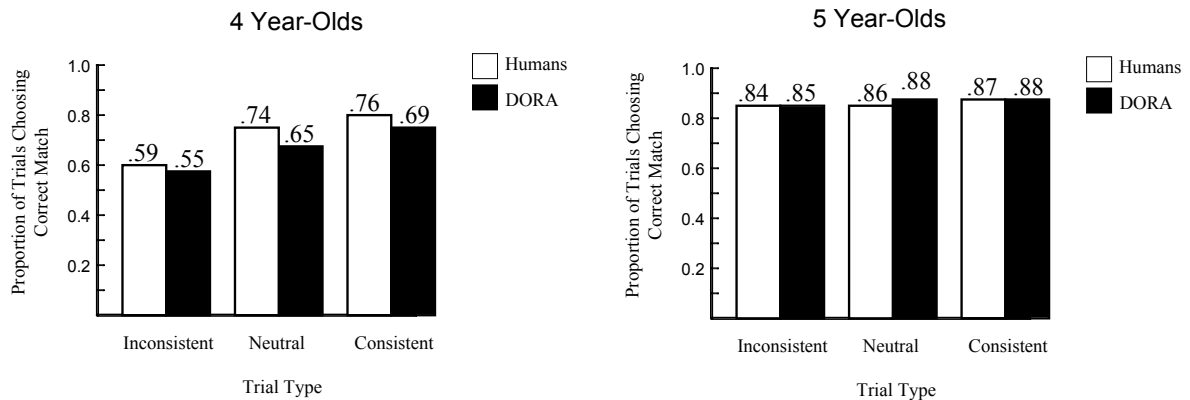 4 Year-Olds
Humans
DORA
Proportion of Trials Choosing
Correct Match
1.0
0.8
0.6
0.4
0.2
.59
.55
.74
.65
.76
.69
Inconsistent
Neutral
Consistent
Trial Type
5 Year-Olds
Humans
DORA
Proportion of Trials Choosing
Correct Match
1.0
0.8
0.6
0.4
0.2
.84
.85
.86
.88
.87
.88
Inconsistent
Neutral
Consistent
Trial Type